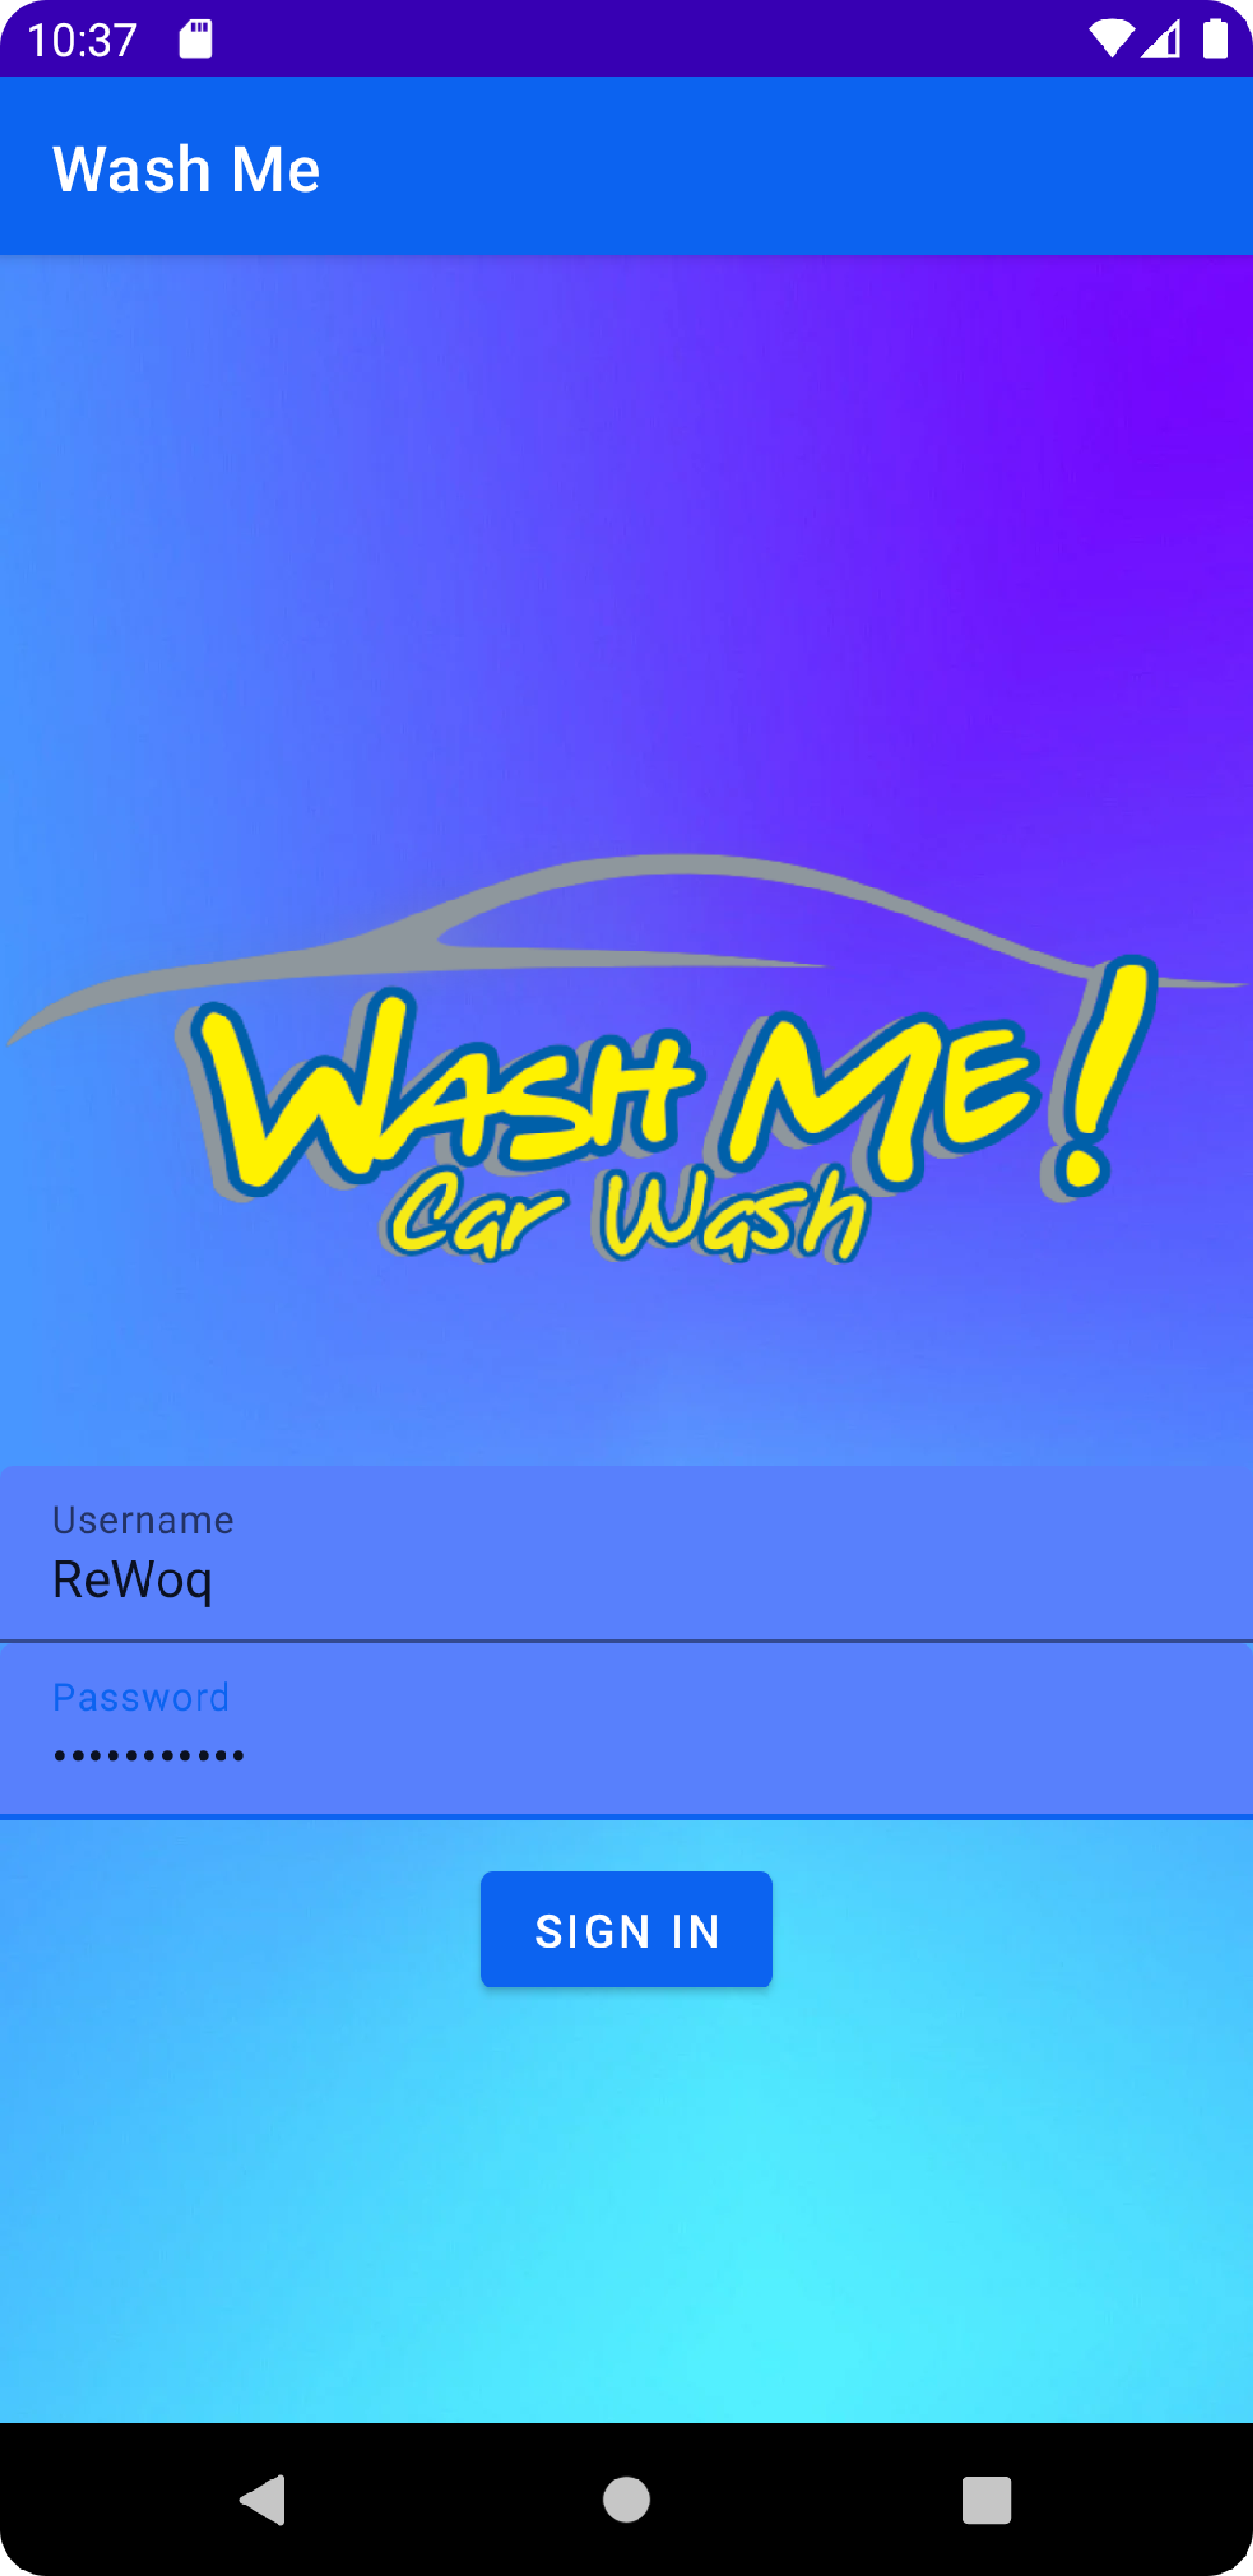 10:37
Wash Me
WASH ME!
Car Wash
Username
ReWoq
Password
•••••••••••
SIGN IN